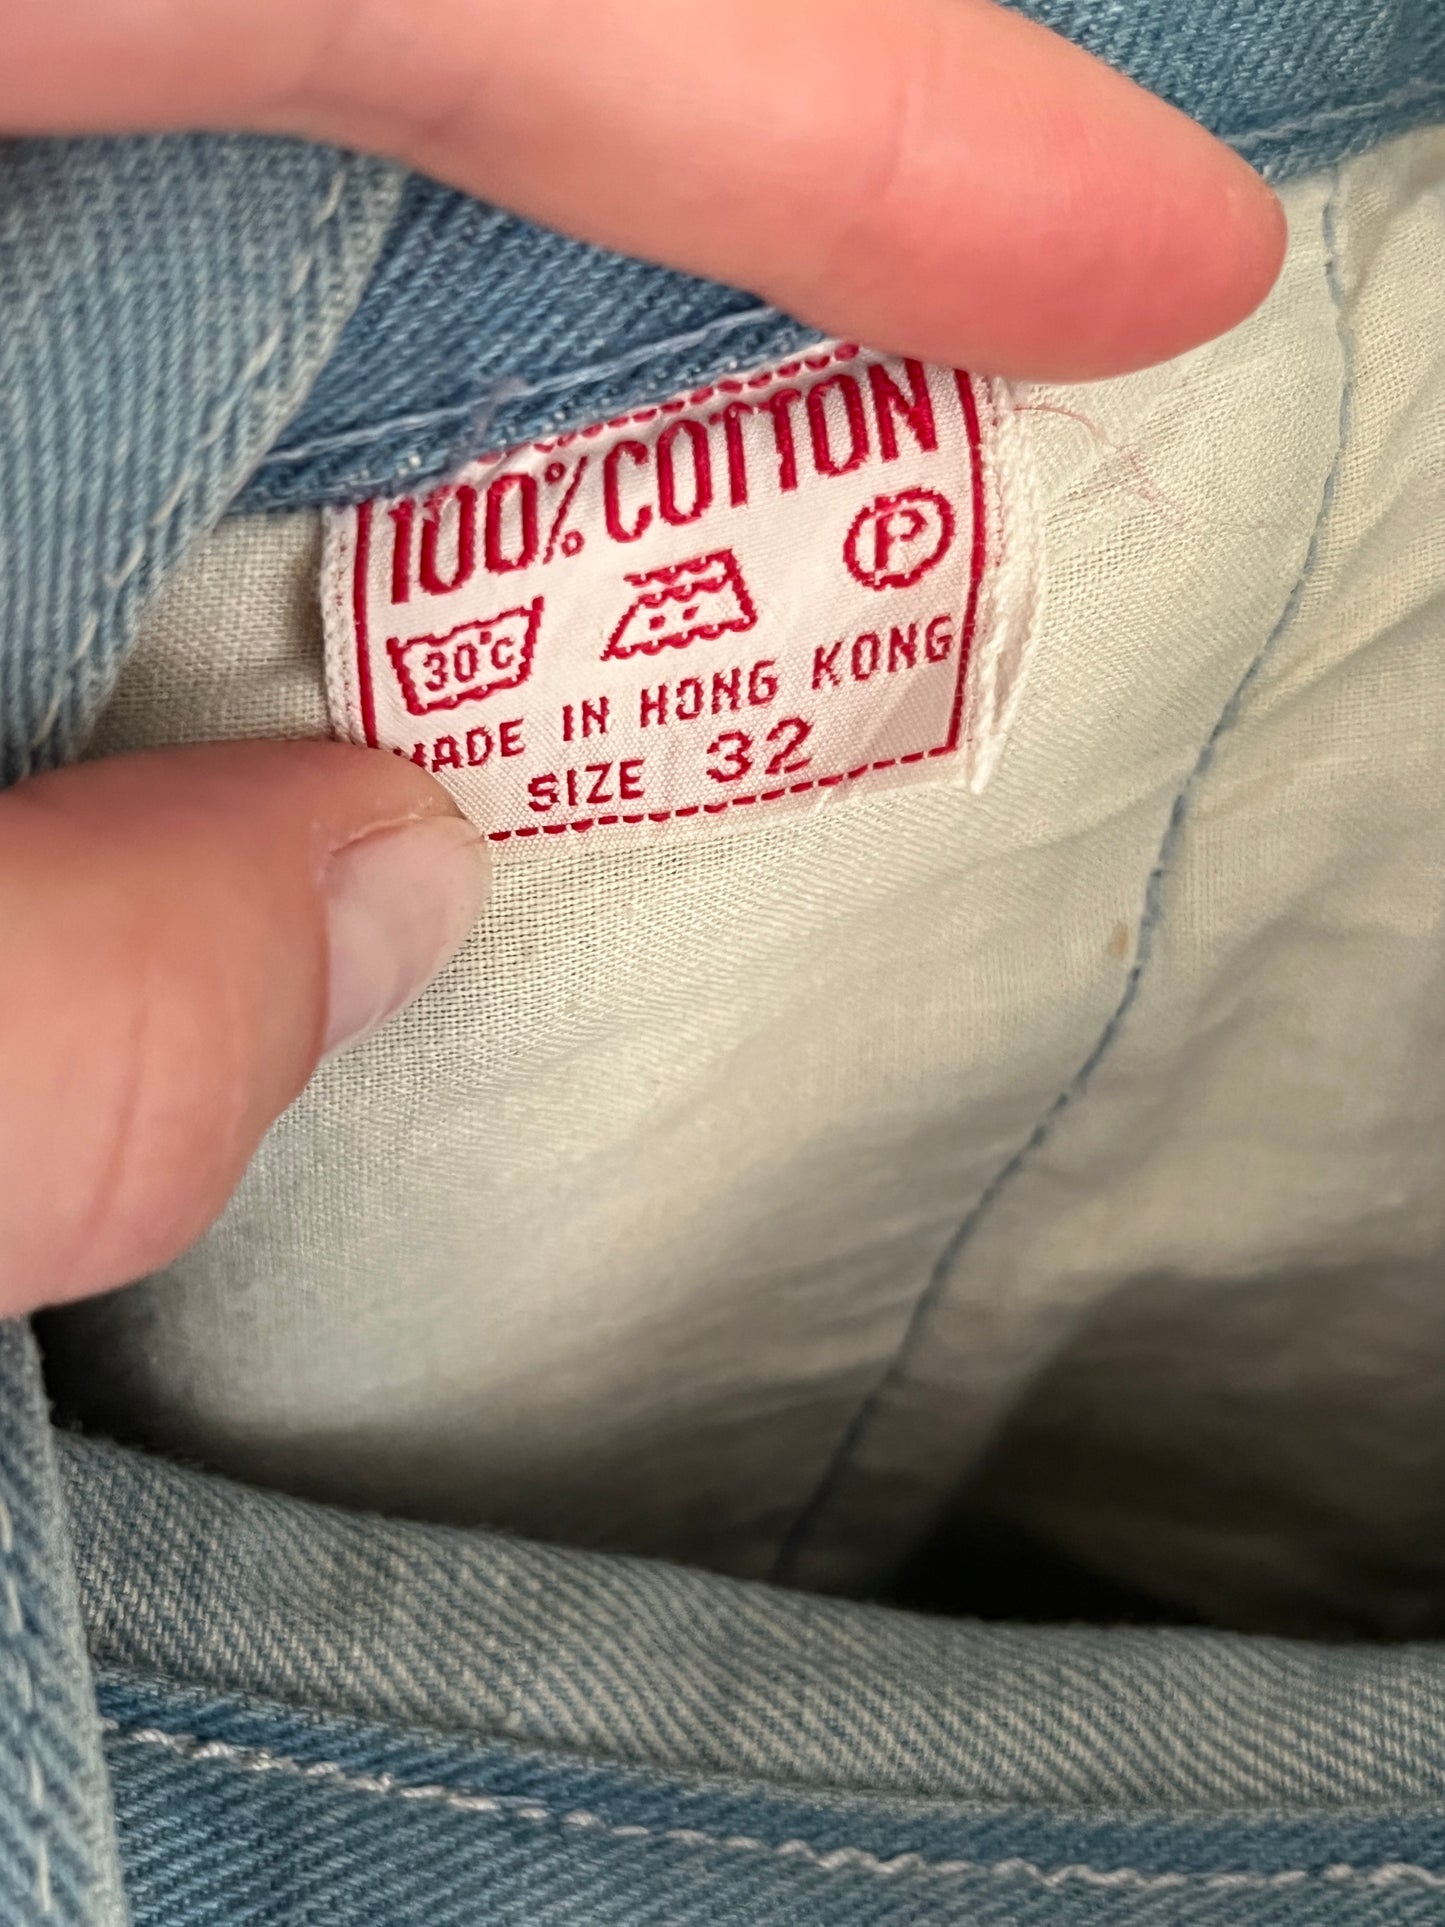 100% COTTON
30°C P
MADE IN HONG KONG
SIZE 32